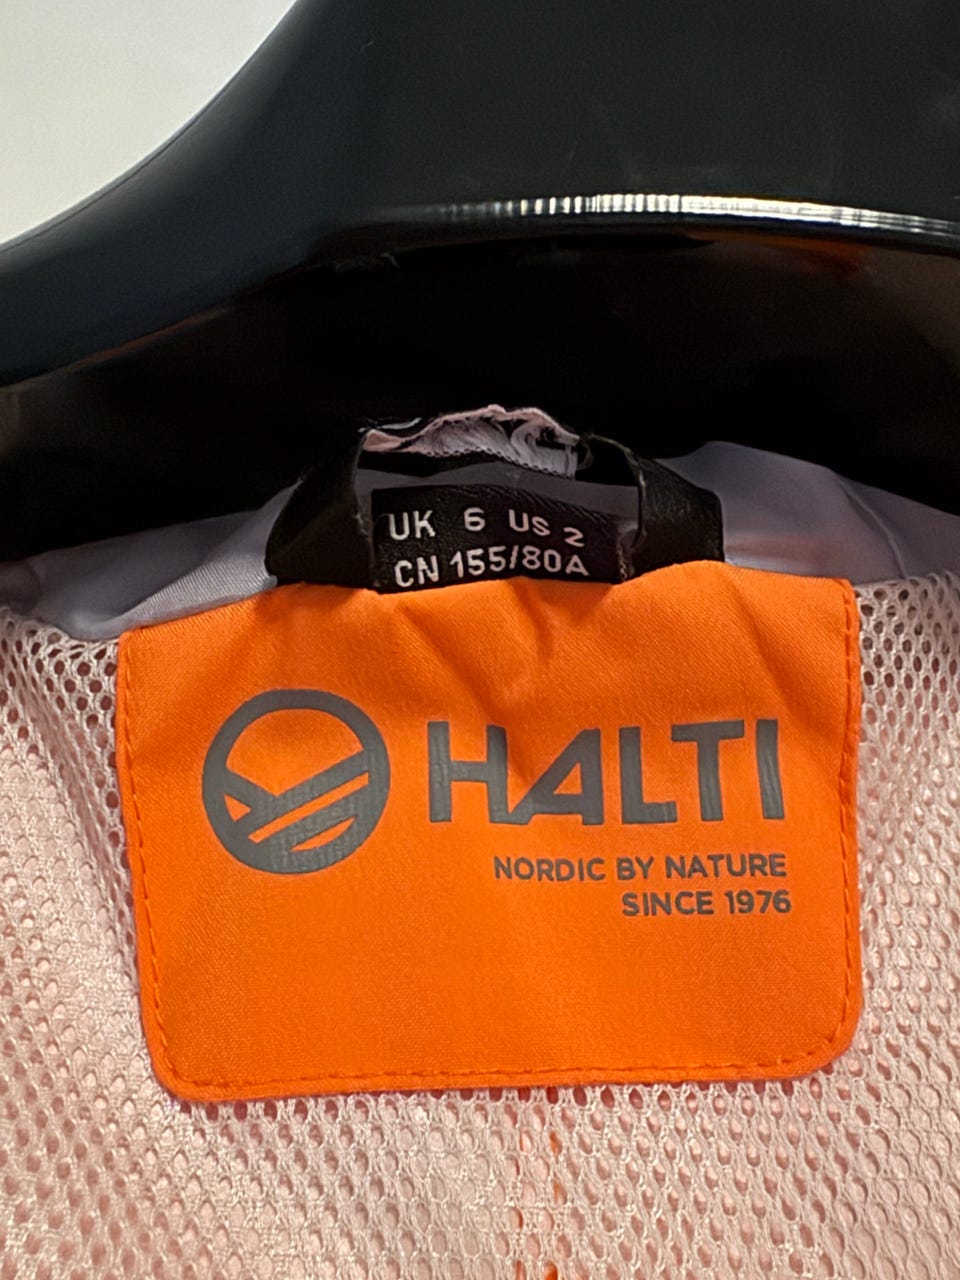 UK 6 US 2
CN 155/80A
HALTI
NORDIC BY NATURE
SINCE 1976